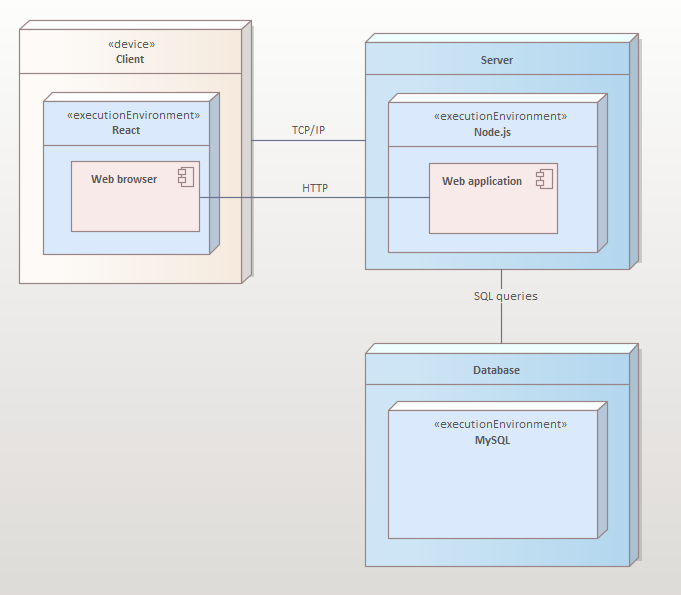 «device»
Client
«executionEnvironment»
React
Web browser
TCP/IP
HTTP
Server
«executionEnvironment»
Node.js
Web application
SQL queries
Database
«executionEnvironment»
MySQL